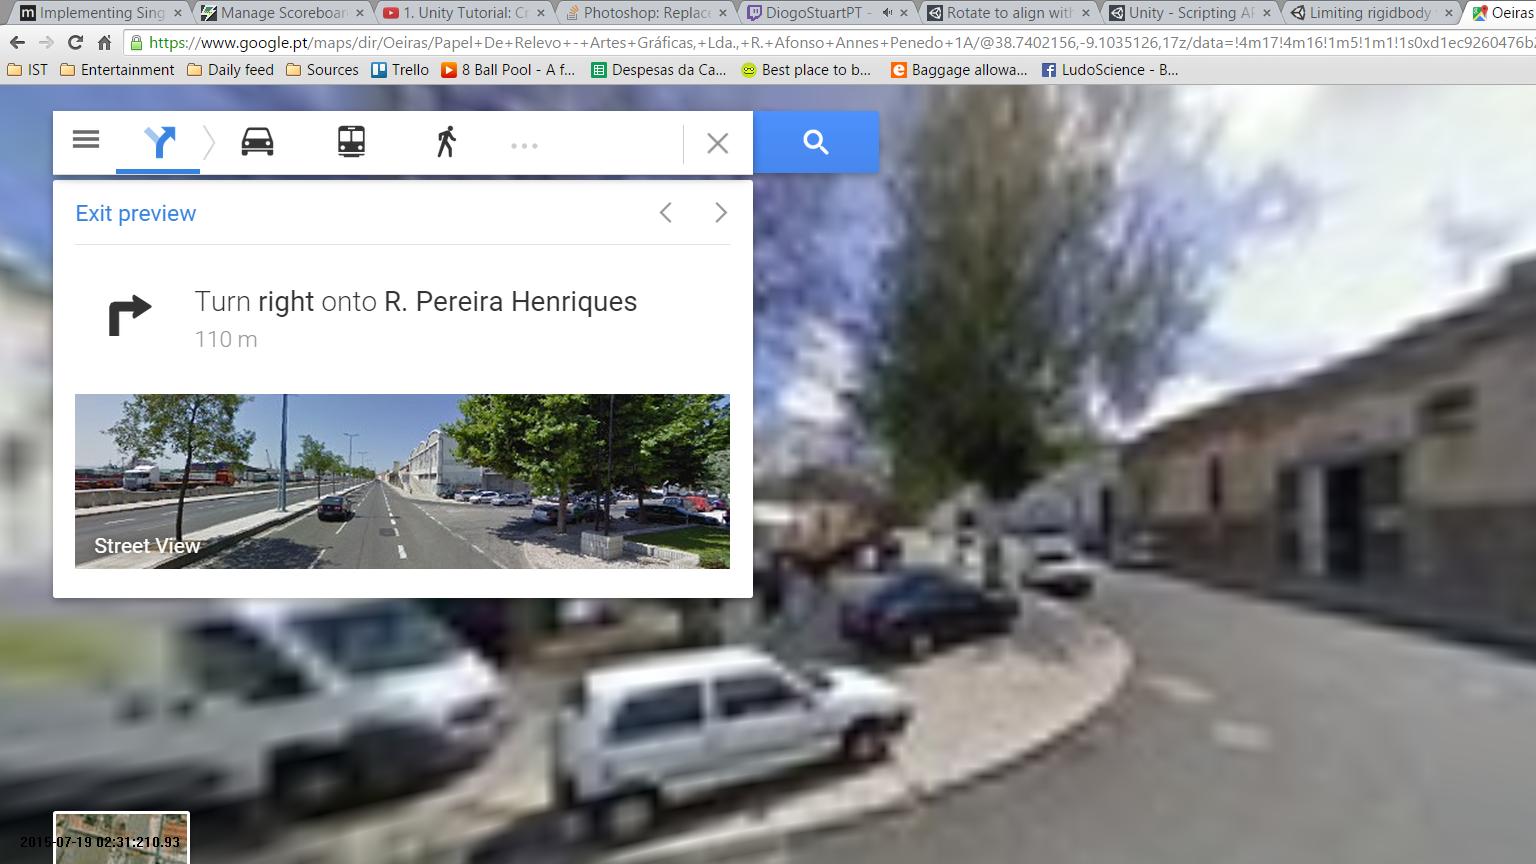 Implementing Sing
Manage Scoreboar
1. Unity Tutorial: Cr
Photoshop: Replace
DiogoStuartPT -
Rotate to align with
Unity - Scripting AP
Limiting rigidbody
Oeiras
https://www.google.pt/maps/dir/Oeiras/Papel+De+Relevo+-+Artes+Gráficas,+Lda.,+R.+Afonso+Annes+Penedo+1A/@38.7402156,-9.1035126,17z/data=!4m17!4m16!1m5!1m1!1s0xd1ec9260476b2
IST
Entertainment
Daily feed
Sources
Trello
8 Ball Pool - A f...
Despesas da Ca...
Best place to b...
Baggage allowa...
LudoScience - B...
Exit preview
Turn right onto R. Pereira Henriques
110 m
Street View
2015-07-19 02:31:210.93